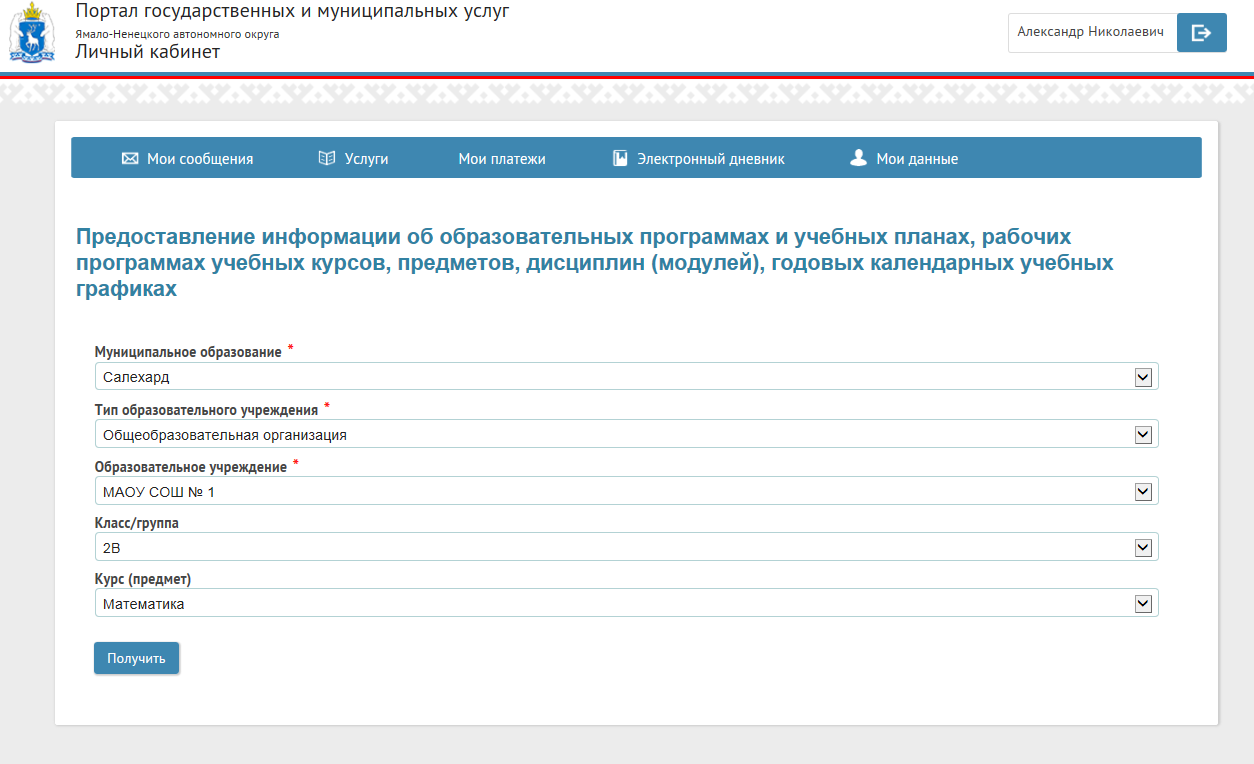 Портал государственных и муниципальных услуг
Ямало-Ненецкого автономного округа
Личный кабинет
Александр Николаевич
Мои сообщения
Услуги
Мои платежи
Электронный дневник
Мои данные
Предоставление информации об образовательных программах и учебных планах, рабочих
программах учебных курсов, предметов, дисциплин (модулей), годовых календарных учебных
графиках
Муниципальное образование *
Салехард
Тип образовательного учреждения *
Общеобразовательная организация
Образовательное учреждение *
МАОУ СОШ № 1
Класс/группа
2В
Курс (предмет)
Математика
Получить